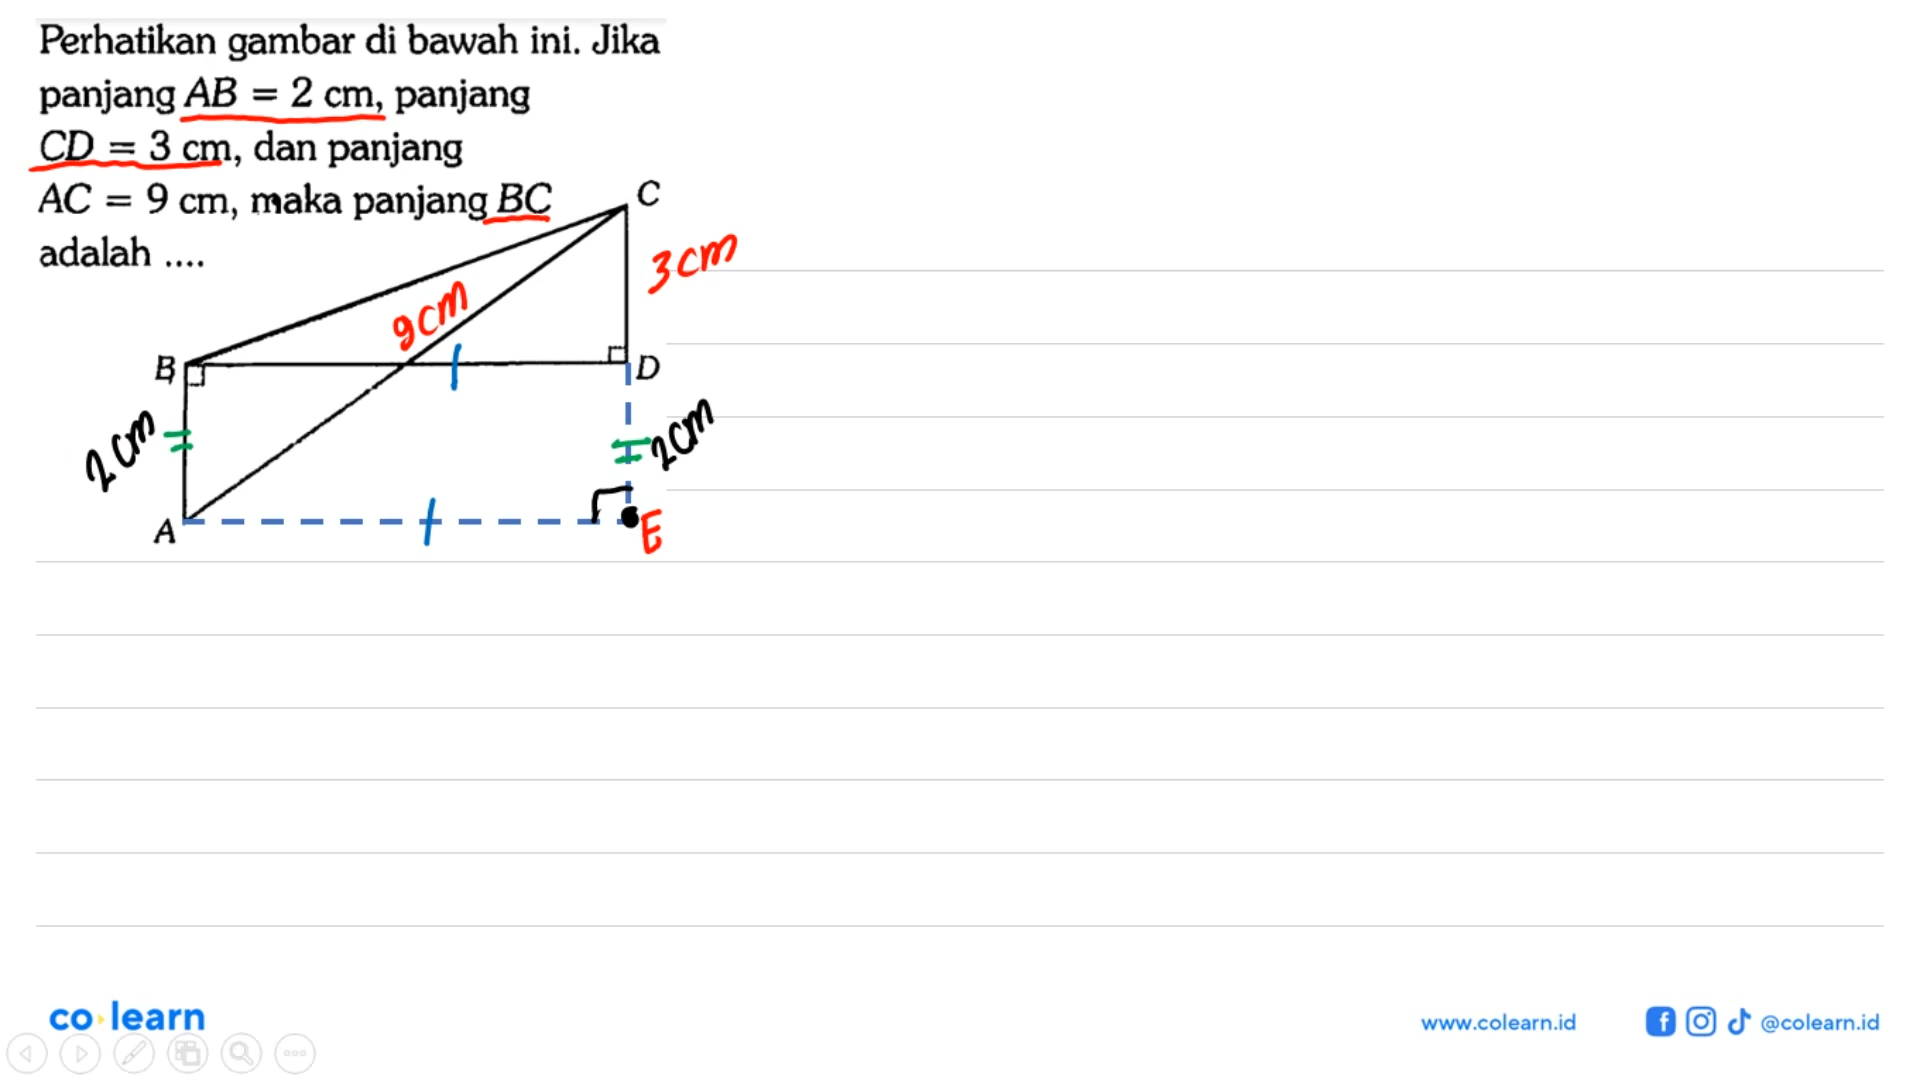 Perhatikan gambar di bawah ini. Jika
panjang AB = 2 cm, panjang
CD = 3 cm, dan panjang
AC = 9 cm, maka panjang BC
adalah ....
C
3cm
9cm
B
D
2cm
2cm
A
E
co learn
www.colearn.id
@colearn.id